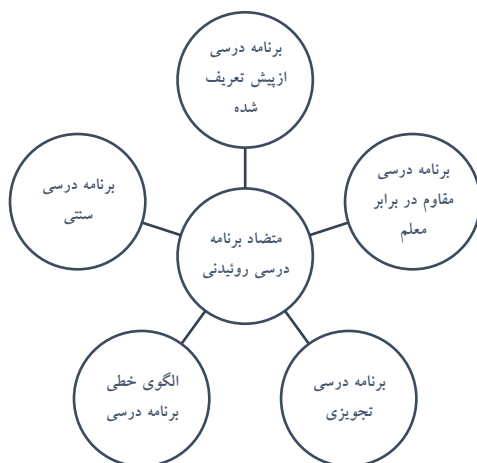 برنامه درسی
ازپیش تعریف
شده
برنامه درسی
مقاوم در برابر
معلم
برنامه درسی
سنتی
متضاد برنامه
درسی روئیدنی
الگوی خطی
برنامه درسی
برنامه درسی
تجویزی